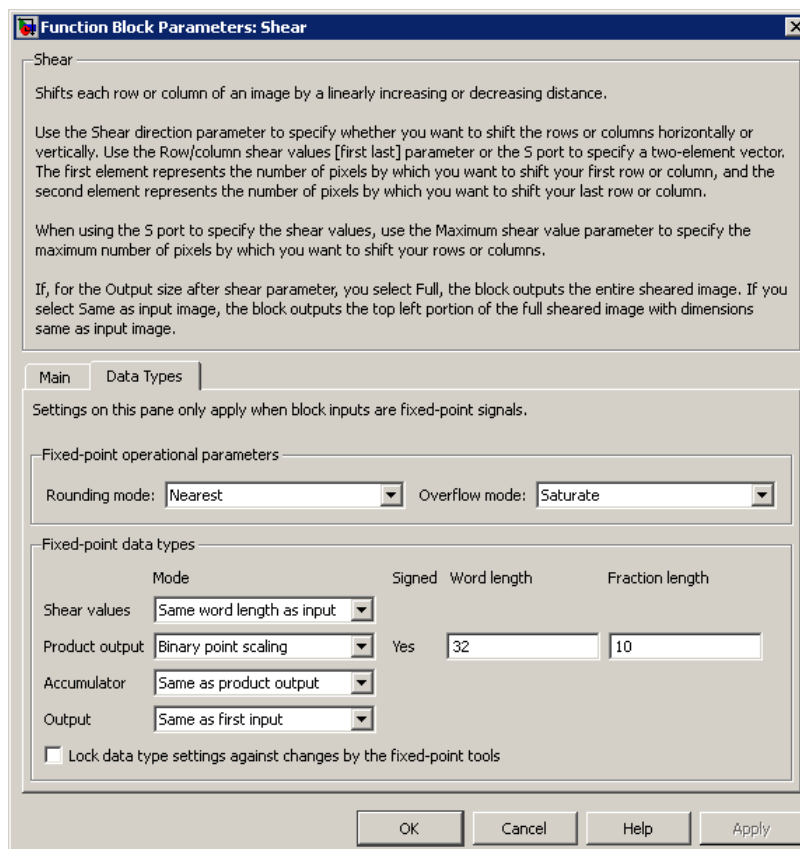 Function Block Parameters: Shear
Shear
Shifts each row or column of an image by a linearly increasing or decreasing distance.
Use the Shear direction parameter to specify whether you want to shift the rows or columns horizontally or
vertically. Use the Row/column shear values [first last] parameter or the S port to specify a two-element vector.
The first element represents the number of pixels by which you want to shift your first row or column, and the
second element represents the number of pixels by which you want to shift your last row or column.
When using the S port to specify the shear values, use the Maximum shear value parameter to specify the
maximum number of pixels by which you want to shift your rows or columns.
If, for the Output size after shear parameter, you select Full, the block outputs the entire sheared image. If you
select Same as input image, the block outputs the top left portion of the full sheared image with dimensions
same as input image.
Main Data Types
Settings on this pane only apply when block inputs are fixed-point signals.
Fixed-point operational parameters
Rounding mode: Nearest Overflow mode: Saturate
Fixed-point data types
Mode Signed Word length Fraction length
Shear values Same word length as input
Product output Binary point scaling Yes 32 10
Accumulator Same as product output
Output Same as first input
Lock data type settings against changes by the fixed-point tools
OK Cancel Help Apply